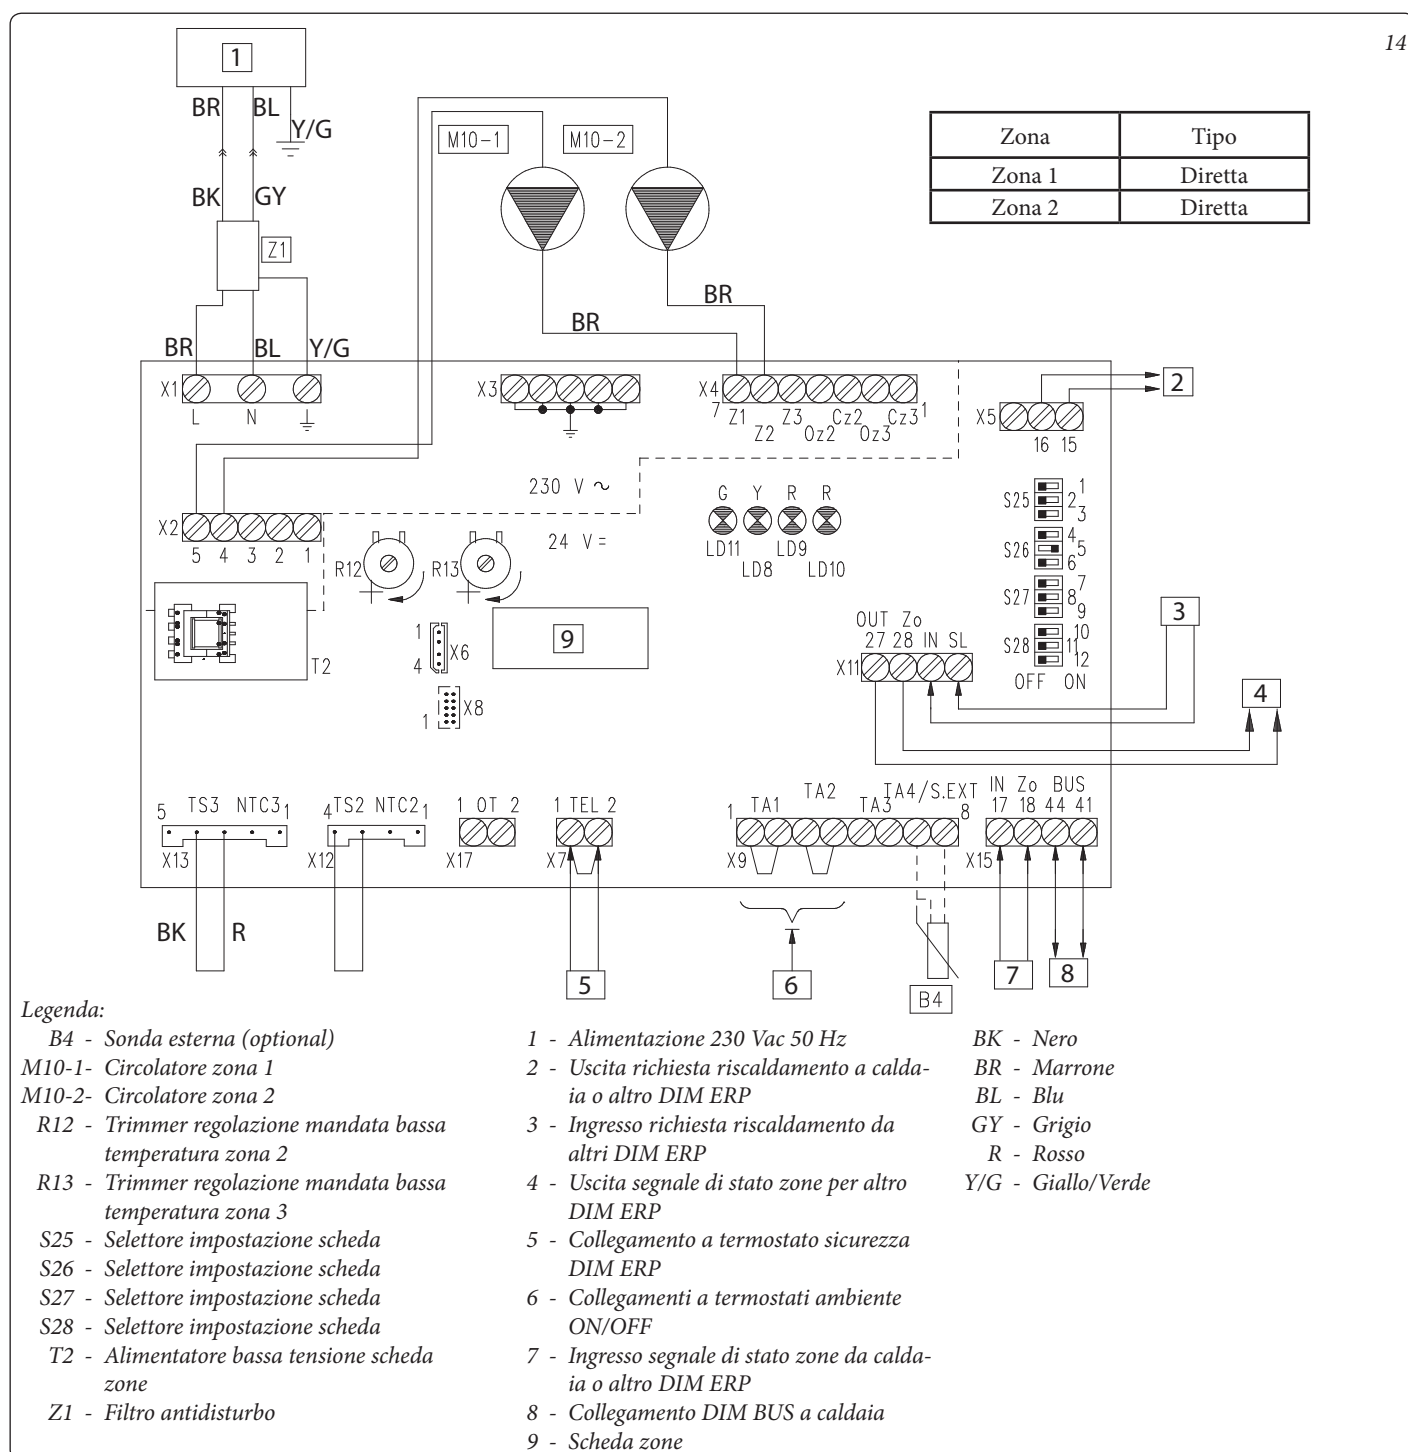 14
1
BR BL
Y/G
M10-1 M10-2
Zona Tipo
Zona 1 Diretta
Zona 2 Diretta
BK GY
Z1
BR
BR
BR BL Y/G
X1
L N
X3
X4
7 Z1 Z3 Cz2 Cz3 1
Z2 Oz2 Oz3
2
X5
16 15
230 V ~
24 V =
X2
5 4 3 2 1
R12 R13
G Y R R
LD11 LD9
LD8 LD10
S25 1 2 3
S26 4 5 6
S27 7 8 9
S28 10 11 12
OFF ON
T2
1 X6
4
1 X8
9
OUT Zo
27 28 IN SL
X11
3
4
5 TS3 NTC3 1
X13
4 TS2 NTC2 1
X12
1 OT 2
X17
1 TEL 2
X7
1 TA1 TA2 TA3 TA4/S.EXT 8
X9
IN Zo BUS
17 18 44 41
X15
BK R
5
6
B4
7
8
Legenda:
B4 - Sonda esterna (optional)
M10-1- Circolatore zona 1
M10-2- Circolatore zona 2
R12 - Trimmer regolazione mandata bassa
temperatura zona 2
R13 - Trimmer regolazione mandata bassa
temperatura zona 3
S25 - Selettore impostazione scheda
S26 - Selettore impostazione scheda
S27 - Selettore impostazione scheda
S28 - Selettore impostazione scheda
T2 - Alimentatore bassa tensione scheda
zone
Z1 - Filtro antidisturbo
1 - Alimentazione 230 Vac 50 Hz
2 - Uscita richiesta riscaldamento a calda-
ia o altro DIM ERP
3 - Ingresso richiesta riscaldamento da
altri DIM ERP
4 - Uscita segnale di stato zone per altro
DIM ERP
5 - Collegamento a termostato sicurezza
DIM ERP
6 - Collegamenti a termostati ambiente
ON/OFF
7 - Ingresso segnale di stato zone da calda-
ia o altro DIM ERP
8 - Collegamento DIM BUS a caldaia
9 - Scheda zone
BK - Nero
BR - Marrone
BL - Blu
GY - Grigio
R - Rosso
Y/G - Giallo/Verde